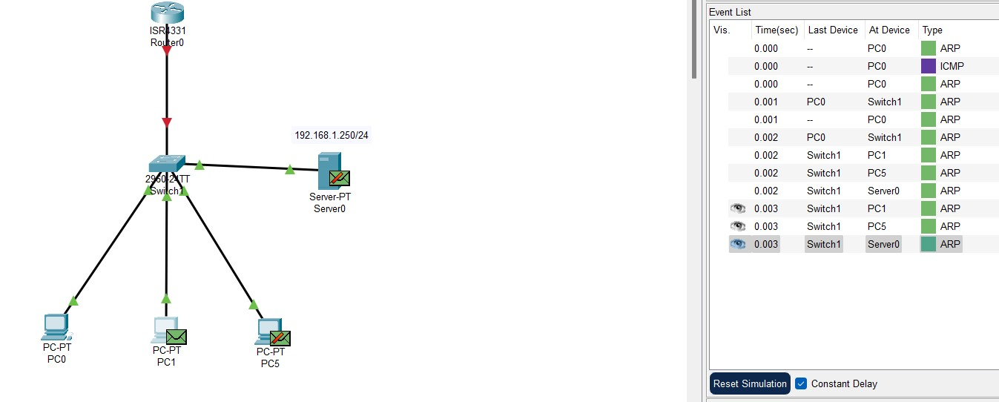 ISR4331
Router0
192.168.1.250/24
2960-24TT
Switch1
Server-PT
Server0
PC-PT
PC0
PC-PT
PC1
PC-PT
PC5
Event List
Vis. Time(sec) Last Device At Device Type
0.000 -- PC0 ARP
0.000 -- PC0 ICMP
0.000 -- PC0 ARP
0.001 PC0 Switch1 ARP
0.001 -- PC0 ARP
0.002 PC0 Switch1 ARP
0.002 Switch1 PC1 ARP
0.002 Switch1 PC5 ARP
0.002 Switch1 Server0 ARP
0.003 Switch1 PC1 ARP
0.003 Switch1 PC5 ARP
0.003 Switch1 Server0 ARP
Reset Simulation Constant Delay